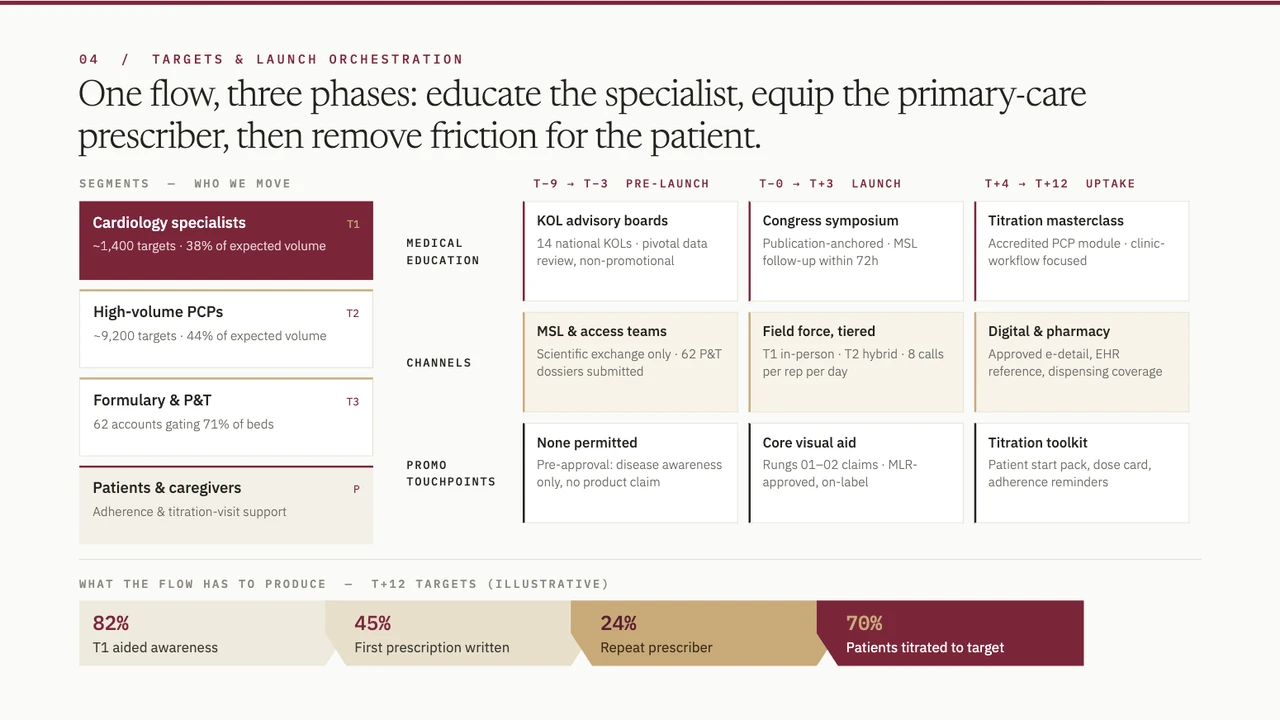 04 / TARGETS & LAUNCH ORCHESTRATION
One flow, three phases: educate the specialist, equip the primary-care
prescriber, then remove friction for the patient.
SEGMENTS — WHO WE MOVE
Cardiology specialists T1
~1,400 targets · 38% of expected volume
High-volume PCPs T2
~9,200 targets · 44% of expected volume
Formulary & P&T T3
62 accounts gating 71% of beds
Patients & caregivers P
Adherence & titration-visit support
T–9 → T–3 PRE-LAUNCH
T–0 → T+3 LAUNCH
T+4 → T+12 UPTAKE
MEDICAL
EDUCATION
KOL advisory boards
14 national KOLs · pivotal data
review, non-promotional
Congress symposium
Publication-anchored · MSL
follow-up within 72h
Titration masterclass
Accredited PCP module · clinic-
workflow focused
CHANNELS
MSL & access teams
Scientific exchange only · 62 P&T
dossiers submitted
Field force, tiered
T1 in-person · T2 hybrid · 8 calls
per rep per day
Digital & pharmacy
Approved e-detail, EHR
reference, dispensing coverage
PROMO
TOUCHPOINTS
None permitted
Pre-approval: disease awareness
only, no product claim
Core visual aid
Rungs 01–02 claims · MLR-
approved, on-label
Titration toolkit
Patient start pack, dose card,
adherence reminders
WHAT THE FLOW HAS TO PRODUCE — T+12 TARGETS (ILLUSTRATIVE)
82%
T1 aided awareness
45%
First prescription written
24%
Repeat prescriber
70%
Patients titrated to target